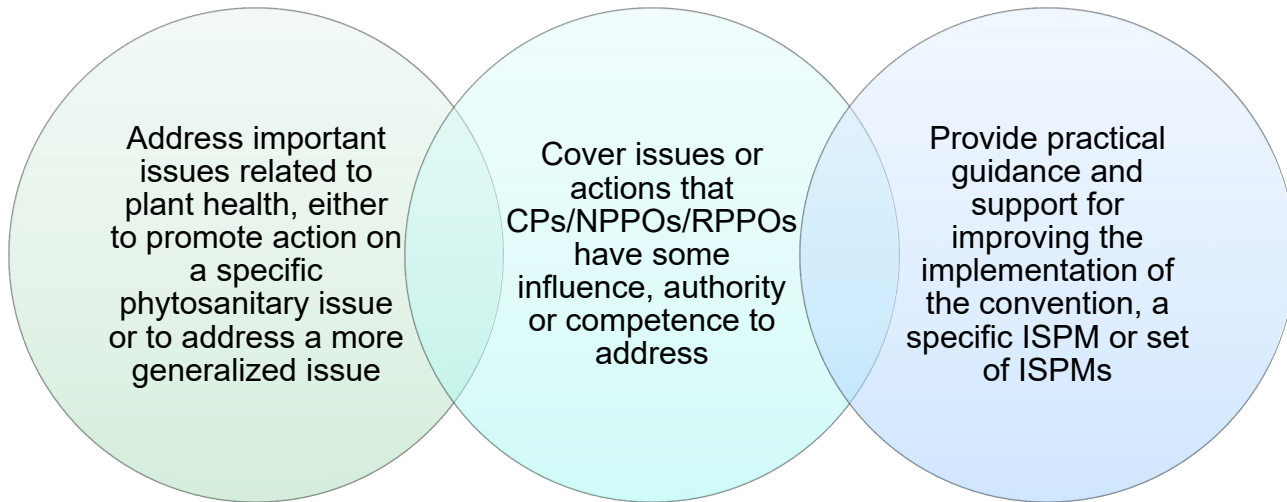 Address important
issues related to
plant health, either
to promote action on
a specific
phytosanitary issue
or to address a more
generalized issue
Cover issues or
actions that
CPs/NPPOs/RPPOs
have some
influence, authority
or competence to
address
Provide practical
guidance and
support for
improving the
implementation of
the convention, a
specific ISPM or set
of ISPMs